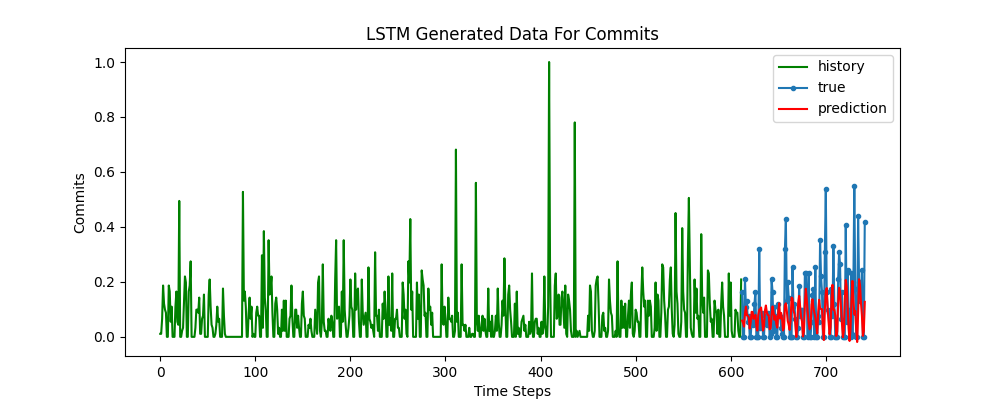 LSTM Generated Data For Commits
history
true
prediction
Commits
1.0
0.8
0.6
0.4
0.2
0.0
0 100 200 300 400 500 600 700
Time Steps